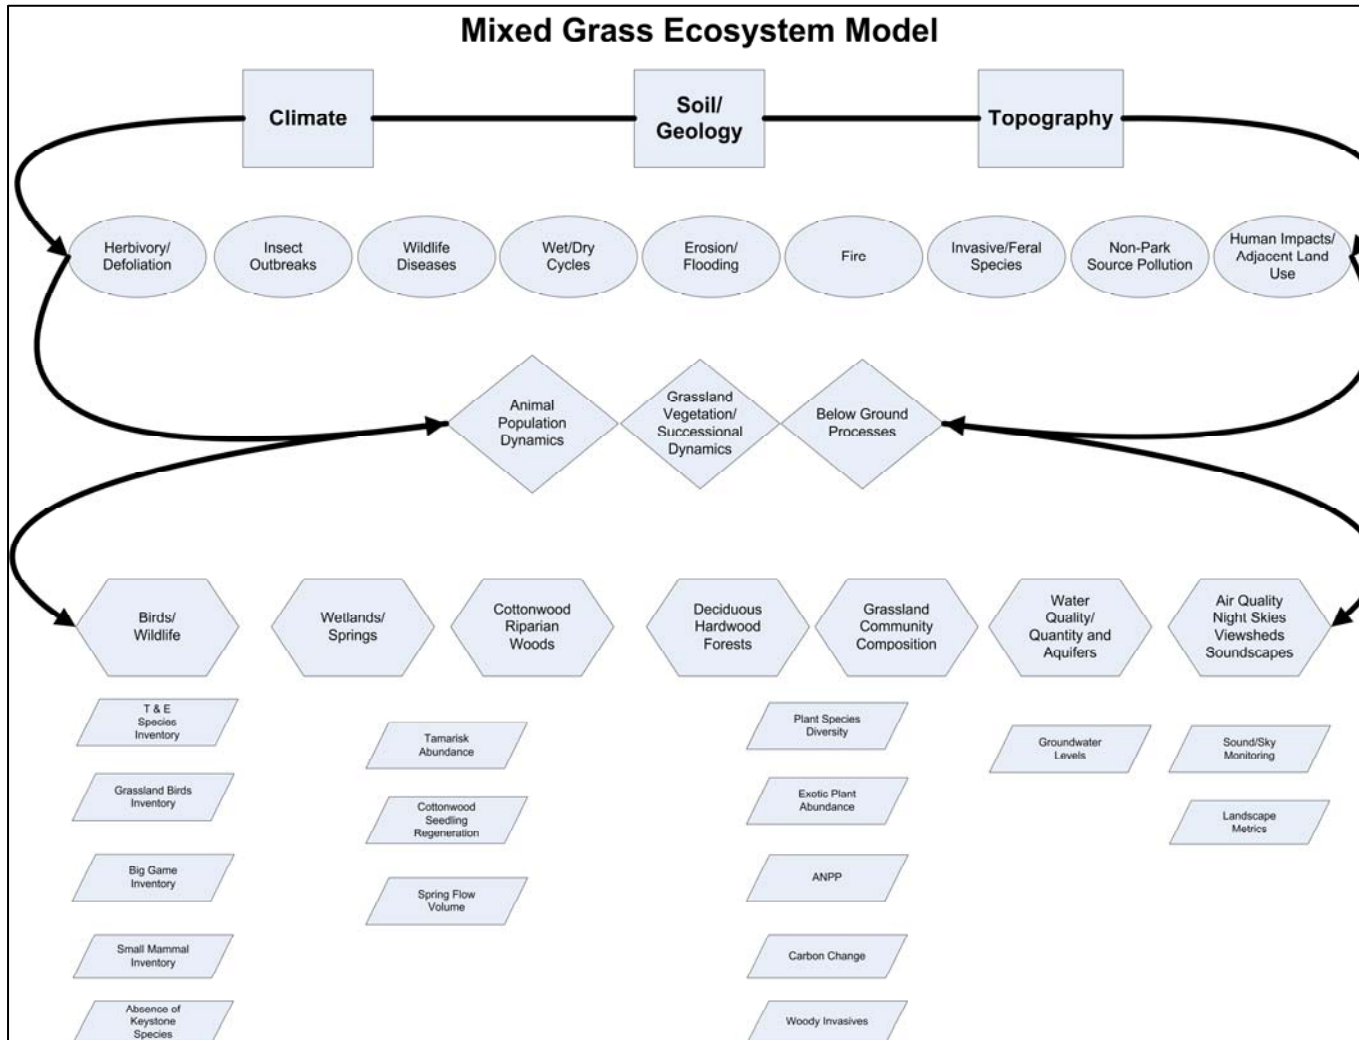 Mixed Grass Ecosystem Model
Climate
Soil/
Geology
Topography
Herbivory/
Defoliation
Insect
Outbreaks
Wildlife
Diseases
Wet/Dry
Cycles
Erosion/
Flooding
Fire
Invasive/Feral
Species
Non-Park
Source Pollution
Human Impacts/
Adjacent Land
Use
Animal
Population
Dynamics
Grassland
Vegetation/
Successional
Dynamics
Below Ground
Processes
Birds/
Wildlife
Wetlands/
Springs
Cottonwood
Riparian
Woods
Deciduous
Hardwood
Forests
Grassland
Community
Composition
Water
Quality/
Quantity and
Aquifers
Air Quality
Night Skies
Viewsheds
Soundscapes
T & E
Species
Inventory
Grassland Birds
Inventory
Big Game
Inventory
Small Mammal
Inventory
Absence of
Keystone
Species
Tamarisk
Abundance
Cottonwood
Seedling
Regeneration
Spring Flow
Volume
Plant Species
Diversity
Exotic Plant
Abundance
ANPP
Carbon Change
Woody Invasives
Groundwater
Levels
Sound/Sky
Monitoring
Landscape
Metrics